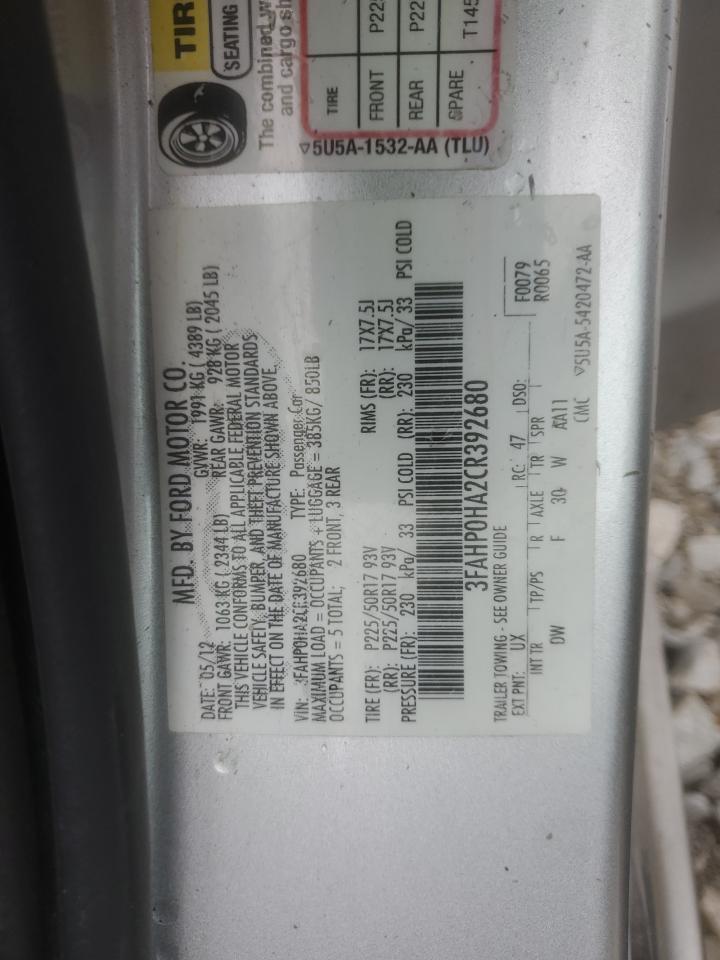 TIR
SEATING
The combined w
and cargo sh
TIRE
FRONT P225
REAR P22
SPARE T145
▽5U5A-1532-AA (TLU)
MFD. BY FORD MOTOR CO.
DATE: 05/12 GVWR: 1991 KG ( 4389 LB)
FRONT GAWR: 1063 KG / 2344 LB) REAR GAWR: 928 KG ( 2045 LB)
THIS VEHICLE CONFORMS TO ALL APPLICABLE FEDERAL MOTOR
VEHICLE SAFETY, BUMPER, AND THEFT PREVENTION STANDARDS
IN EFFECT ON THE DATE OF MANUFACTURE SHOWN ABOVE.
VIN: 3FAHP0HA2CR392680 TYPE: Passenger Car
MAXIMUM LOAD = OCCUPANTS + LUGGAGE = 385KG/ 850LB
OCCUPANTS = 5 TOTAL; 2 FRONT, 3 REAR
TIRE (FR): P225/50R17 93V RIMS (FR): 17X7.5J
(RR): P225/50R17 93V (RR): 17X7.5J
PRESSURE (FR): 230 kPa/ 33 PSI COLD (RR): 230 kPa/ 33 PSI COLD
3FAHP0HA2CR392680
TRAILER TOWING - SEE OWNER GUIDE F0079
EXT PNT: UX RC: 47 DSO: R0065
INT TR TP/PS R AXLE TR SPR
DW F 30 W AA11
CMC ▽5U5A-5420472-AA